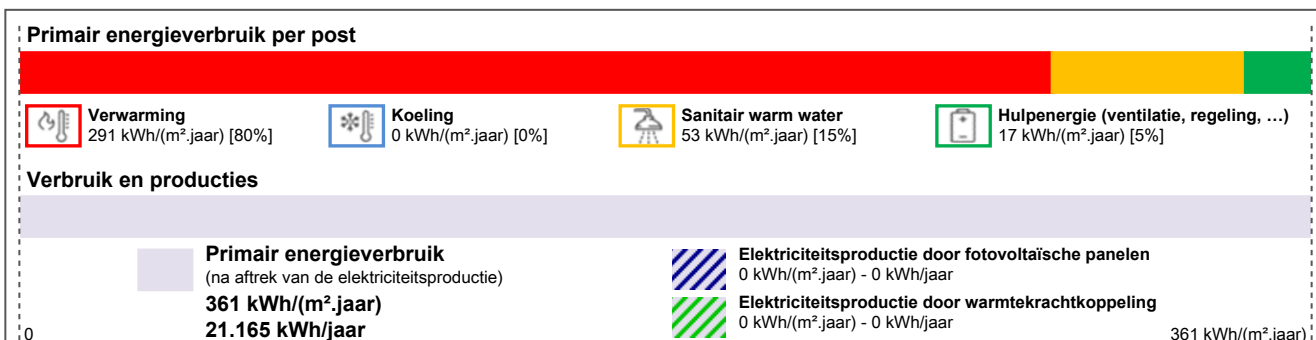 Primair energieverbruik per post
Verwarming
291 kWh/(m².jaar) [80%]
Koeling
0 kWh/(m².jaar) [0%]
Sanitair warm water
53 kWh/(m².jaar) [15%]
Hulpenergie (ventilatie, regeling, …)
17 kWh/(m².jaar) [5%]
Verbruik en producties
Primair energieverbruik
(na aftrek van de elektriciteitsproductie)
361 kWh/(m².jaar)
21.165 kWh/jaar
Elektriciteitsproductie door fotovoltaïsche panelen
0 kWh/(m².jaar) - 0 kWh/jaar
Elektriciteitsproductie door warmtekrachtkoppeling
0 kWh/(m².jaar) - 0 kWh/jaar
0
361 kWh/(m².jaar)